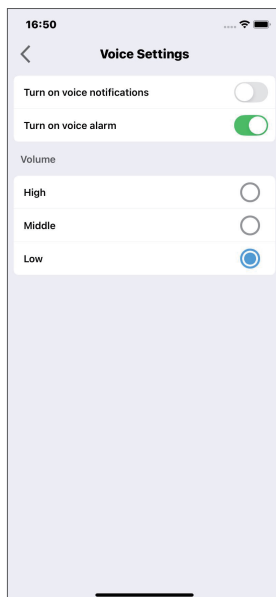 16:50
Voice Settings
Turn on voice notifications
Turn on voice alarm
Volume
High
Middle
Low